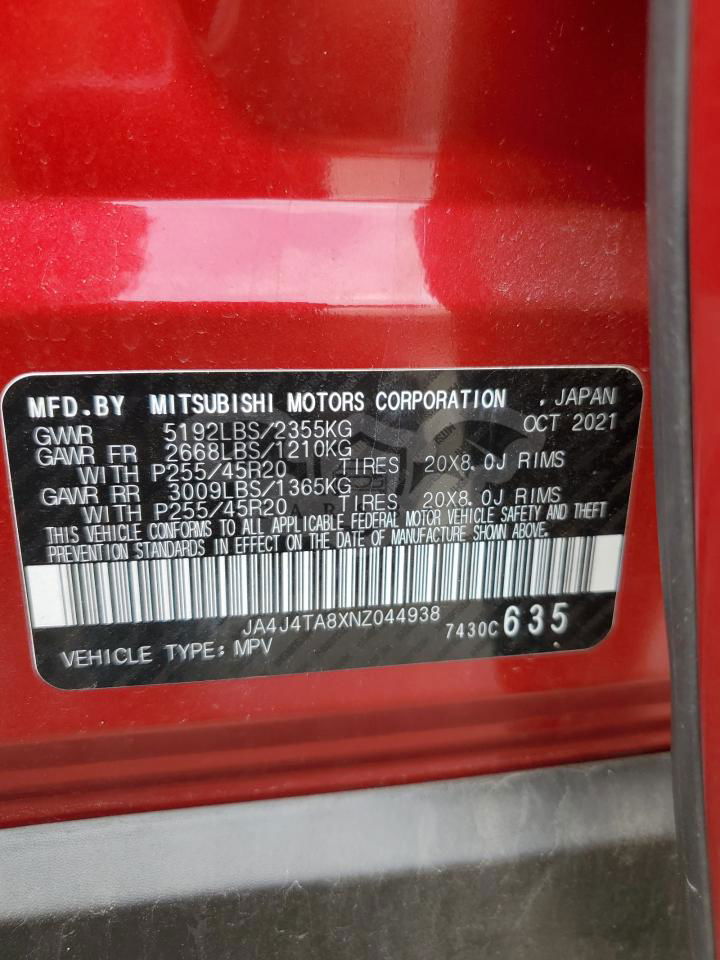 MFD.BY MITSUBISHI MOTORS CORPORATION , JAPAN
GVWR 5192LBS/2355KG OCT 2021
GAWR FR 2668LBS/1210KG
WITH P255/45R20 TIRES 20X8.0J RIMS
GAWR RR 3009LBS/1365KG
WITH P255/45R20 TIRES 20X8.0J RIMS
THIS VEHICLE CONFORMS TO ALL APPLICABLE FEDERAL MOTOR VEHICLE SAFETY AND THEFT
PREVENTION STANDARDS IN EFFECT ON THE DATE OF MANUFACTURE SHOWN ABOVE.
JA4J4TA8XNZ044938 7430C 635
VEHICLE TYPE: MPV